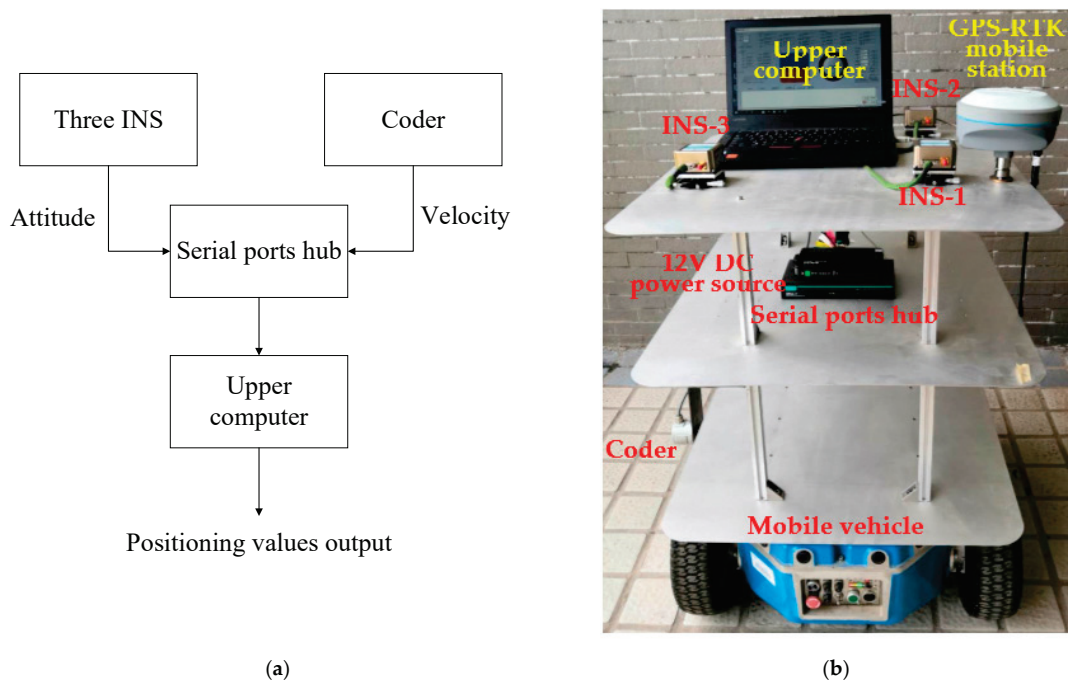 Three INS
Coder
Attitude
Velocity
Serial ports hub
Upper
computer
Positioning values output
(a)
Upper
computer
GPS-RTK
mobile
station
INS-2
INS-3
INS-1
12V DC
power source
Serial ports hub
Coder
Mobile vehicle
(b)